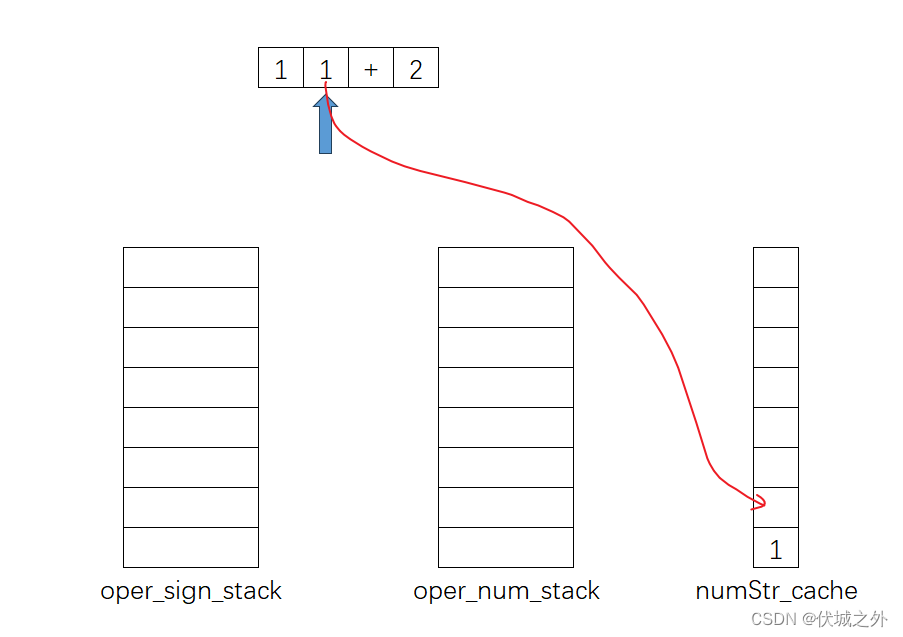 1 1 + 2
1
oper_sign_stack oper_num_stack numStr_cache
CSDN @伏城之外